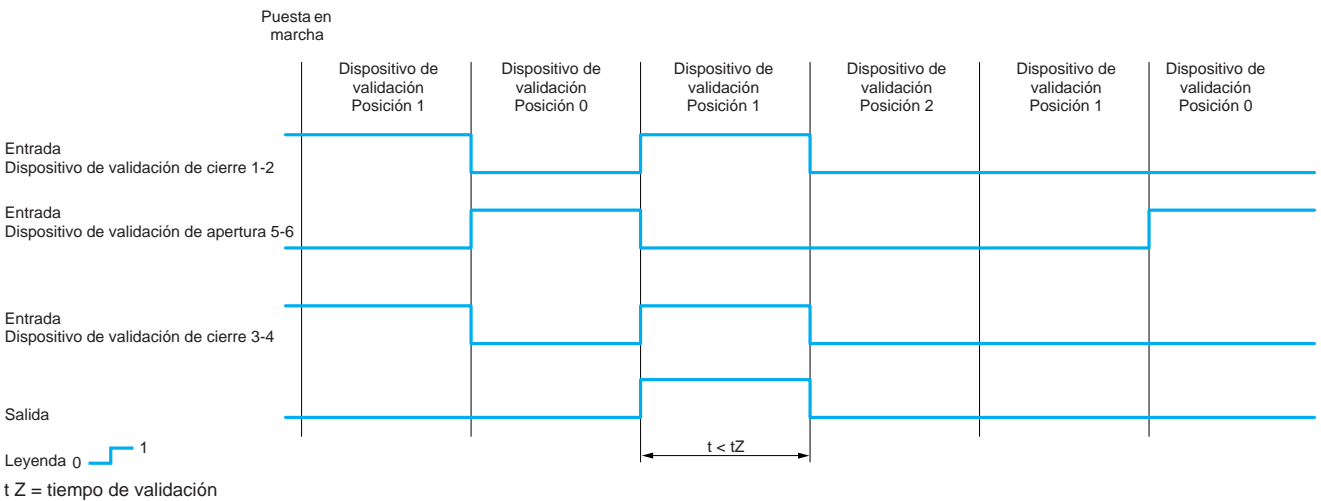 Puesta en
marcha
Dispositivo de
validación
Posición 1
Dispositivo de
validación
Posición 0
Dispositivo de
validación
Posición 1
Dispositivo de
validación
Posición 2
Dispositivo de
validación
Posición 1
Dispositivo de
validación
Posición 0
Entrada
Dispositivo de validación de cierre 1-2
Entrada
Dispositivo de validación de apertura 5-6
Entrada
Dispositivo de validación de cierre 3-4
Salida
t < tZ
Leyenda 0 1
t Z = tiempo de validación